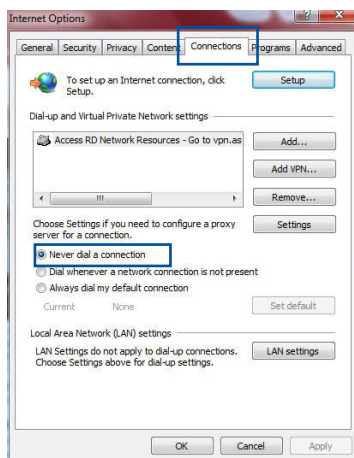 Internet Options
General Security Privacy Content Connections Programs Advanced
To set up an Internet connection, click
Setup.
Setup
Dial-up and Virtual Private Network settings
Access RD Network Resources - Go to vpn.as
Add...
Add VPN...
Remove...
Choose Settings if you need to configure a proxy
server for a connection.
Settings
Never dial a connection
Dial whenever a network connection is not present
Always dial my default connection
Current None
Set default
Local Area Network (LAN) settings
LAN Settings do not apply to dial-up connections.
Choose Settings above for dial-up settings.
LAN settings
OK Cancel Apply